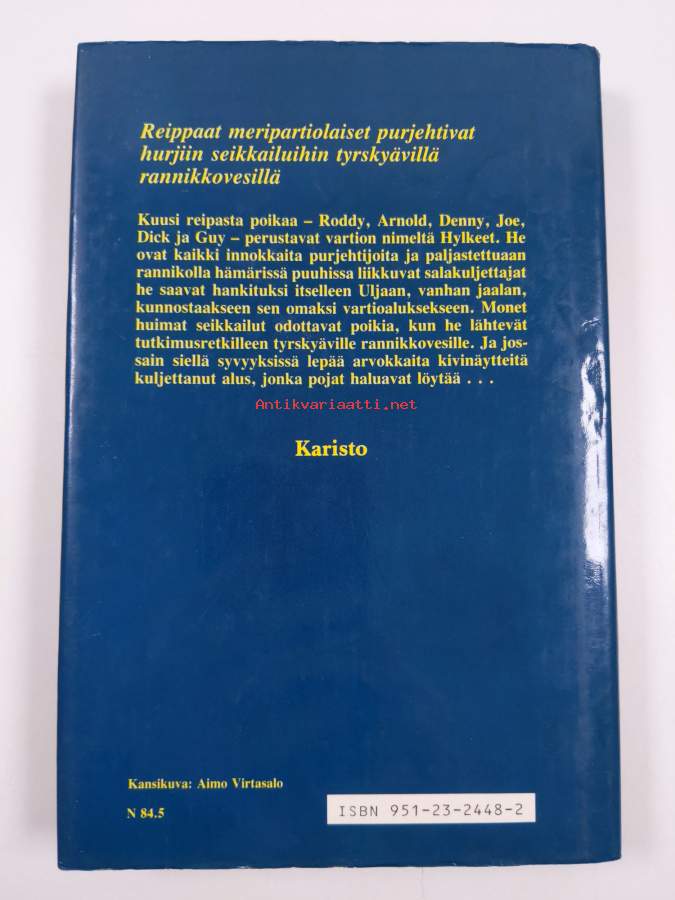 Reippaat meripartiolaiset purjehtivat
hurjiin seikkailuihin tyrskyävillä
rannikkovesillä
Kuusi reipasta poikaa – Roddy, Arnold, Denny, Joe,
Dick ja Guy – perustavat vartion nimeltä Hylkeet. He
ovat kaikki innokkaita purjehtijoita ja paljastettuaan
rannikolla hämärissä puuhissa liikkuvat salakuljettajat
he saavat hankituksi itselleen Uljaan, vanhan jaalan,
kunnostaakseen sen omaksi vartioalukseksen. Monet
huimat seikkailut odottavat poikia, kun he lähtevät
tutkimusretkilleen tyrskyäville rannikkovesille. Ja jos-
sain siellä syvyyksissä lepää arvokkaita kivinäytteitä
kuljettanut alus, jonka pojat haluavat löytää . . .
Antikvariaatti.net
Karisto
Kansikuva: Aimo Virtasalo
N 84.5
ISBN 951-23-2448-2